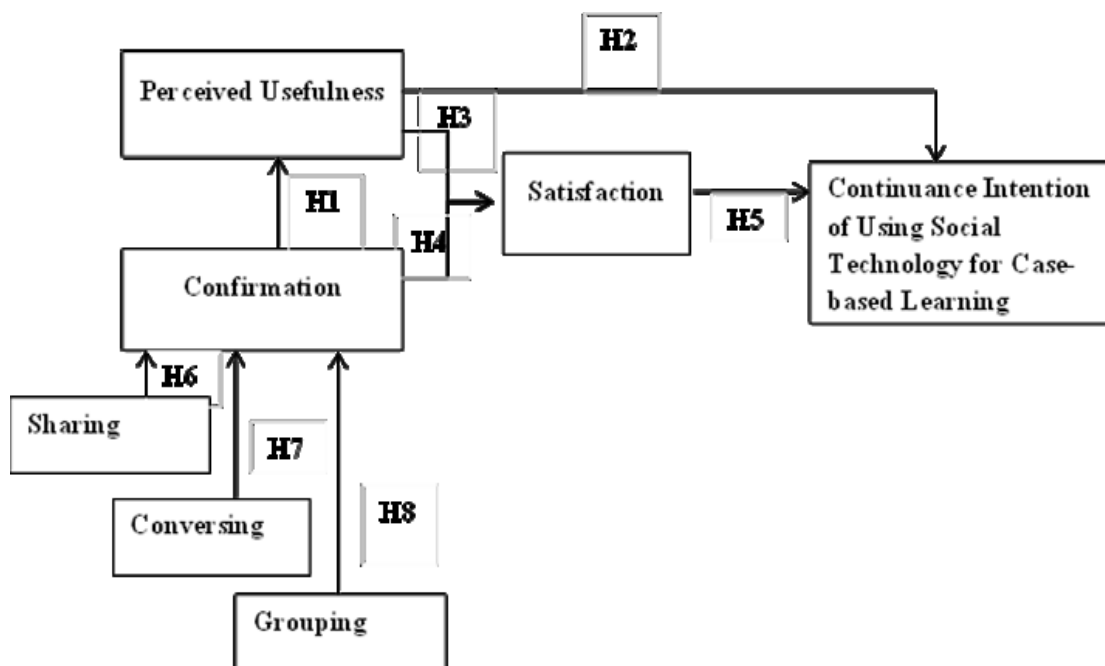 H2
Perceived Usefulness
H3
H1
Satisfaction
Continuance Intention
of Using Social
Technology for Case-
based Learning
H5
H4
Confirmation
H6
Sharing
H7
Conversing
H8
Grouping